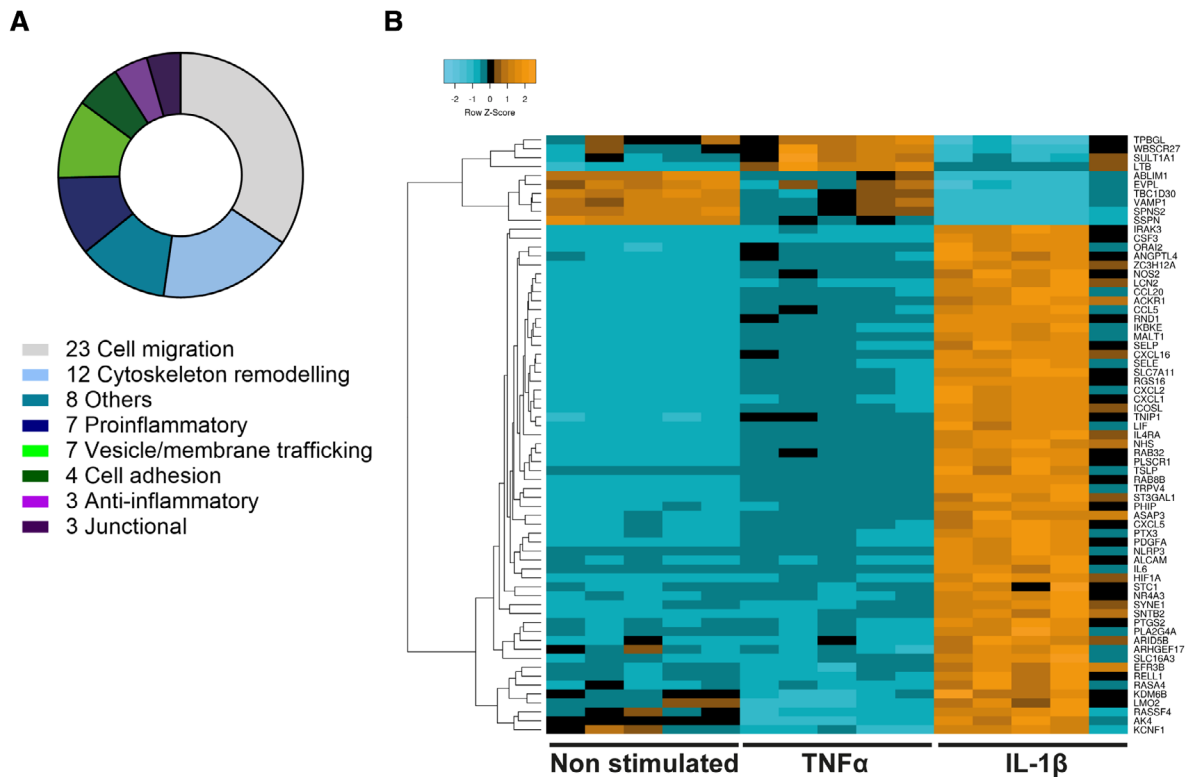 A
B
-2 -1 0 1 2
Row Z-Score
23 Cell migration
12 Cytoskeleton remodelling
8 Others
7 Proinflammatory
7 Vesicle/membrane trafficking
4 Cell adhesion
3 Anti-inflammatory
3 Junctional
TPBGL
WBSCR27
SULT1A1
LTB
ABLIM1
EVPL
TBC1D30
VAMP1
SPNS2
SSPN
IRAK3
CSF3
ORAI2
ANGPTL4
ZC3H12A
NOS2
LCN2
CCL20
ACKR1
CCL5
RND1
IKBKE
MALT1
SELP
CXCL16
SELE
SLC7A11
RGS16
CXCL2
CXCL1
ICOSL
TNIP1
LIF
IL4RA
NHS
RAB32
PLSCR1
TSLP
RAB8B
TRPV4
ST3GAL1
PHIP
ASAP3
CXCL5
PTX3
PDGFA
NLRP3
ALCAM
IL6
HIF1A
STC1
NR4A3
SYNE1
SNTB2
PTGS2
PLA2G4A
ARID5B
ARHGEF17
SLC16A3
EFR3B
RELL1
RASA4
KDM6B
LMO2
RASSF4
AK4
KCNF1
Non stimulated TNFα IL-1β